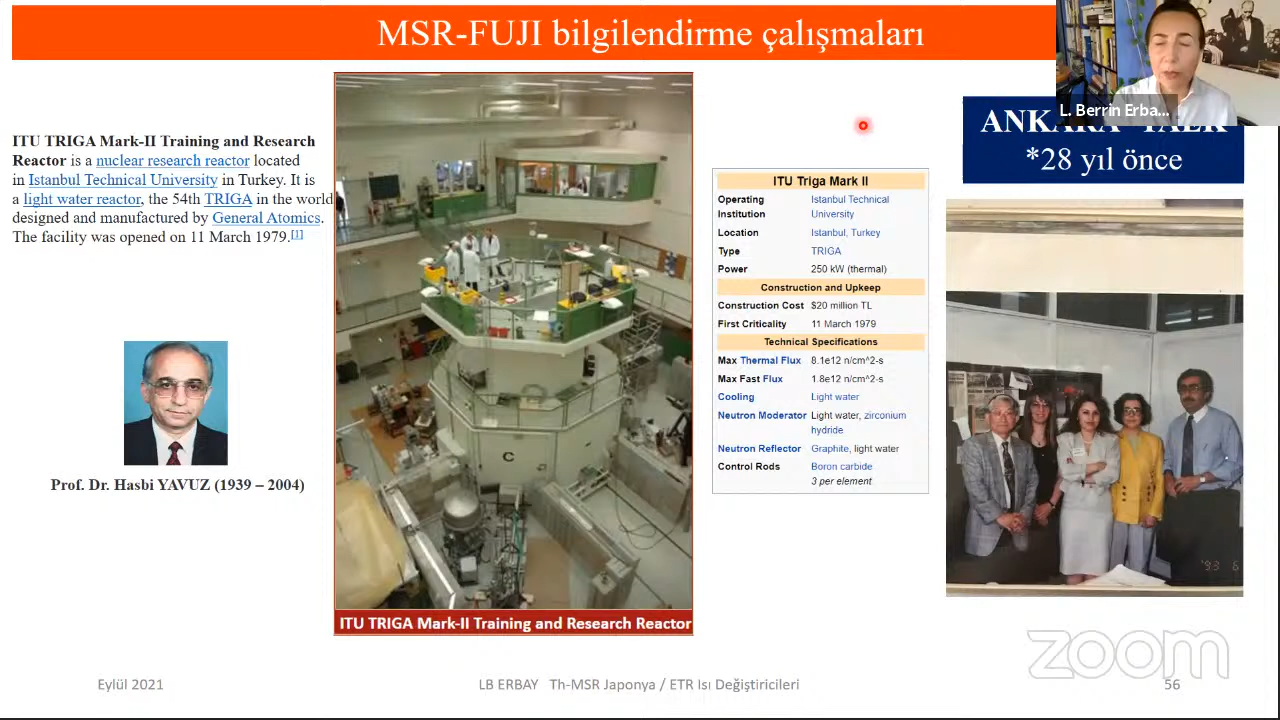 MSR-FUJI bilgilendirme çalışmaları
L. Berrin Erba...
ITU TRIGA Mark-II Training and Research
Reactor is a nuclear research reactor located
in Istanbul Technical University in Turkey. It is
a light water reactor, the 54th TRIGA in the world
designed and manufactured by General Atomics.
The facility was opened on 11 March 1979.[1]
Prof. Dr. Hasbi YAVUZ (1939 – 2004)
C
ITU TRIGA Mark-II Training and Research Reactor
ITU Triga Mark II
Operating Institution Istanbul Technical University
Location Istanbul, Turkey
Type TRIGA
Power 250 kW (thermal)
Construction and Upkeep
Construction Cost $20 million TL
First Criticality 11 March 1979
Technical Specifications
Max Thermal Flux 8.1e12 n/cm^2-s
Max Fast Flux 1.8e12 n/cm^2-s
Cooling Light water
Neutron Moderator Light water, zirconium
hydride
Neutron Reflector Graphite, light water
Control Rods Boron carbide
3 per element
ANKARA
*28 yıl önce
'93 6
zoom
Eylül 2021
LB ERBAY Th-MSR Japonya / ETR Isı Değiştiricileri
56